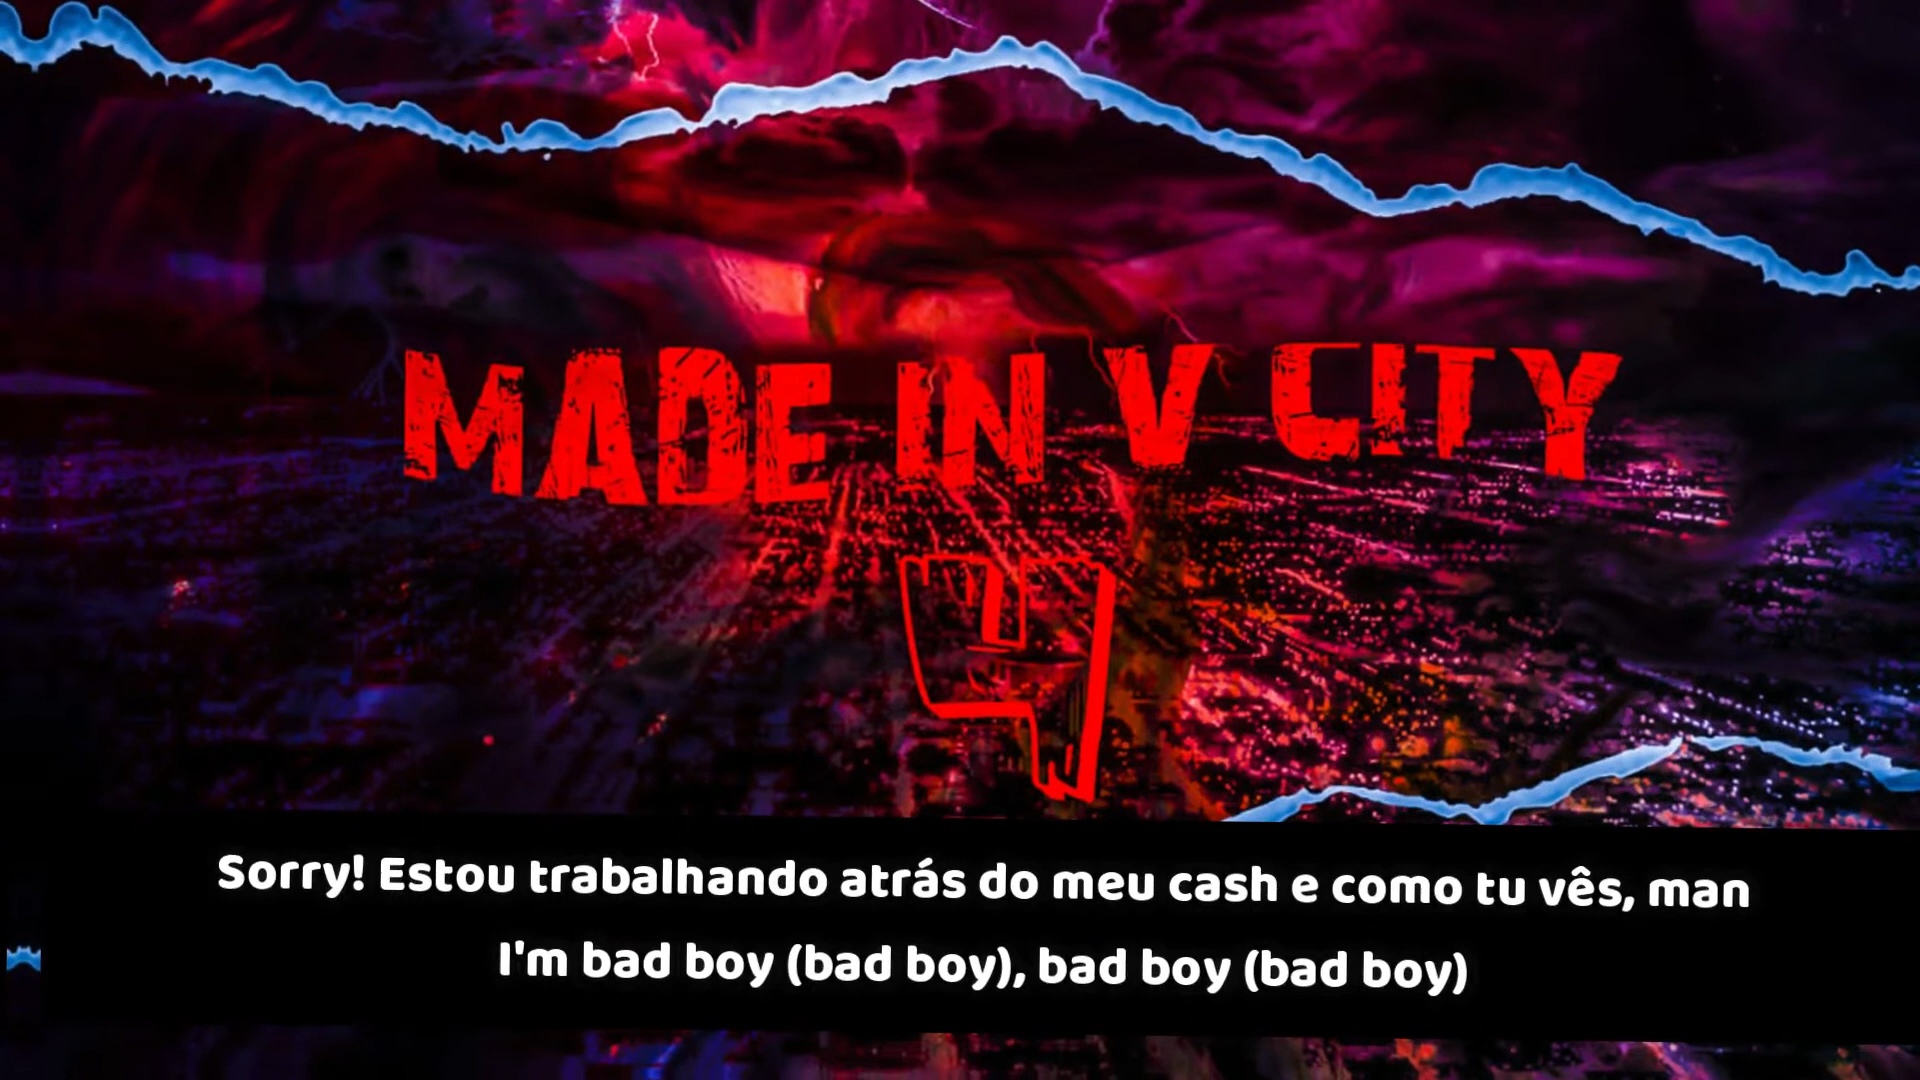 MADE IN V CITY
4
Sorry! Estou trabalhando atrás do meu cash e como tu vês, man
I'm bad boy (bad boy), bad boy (bad boy)